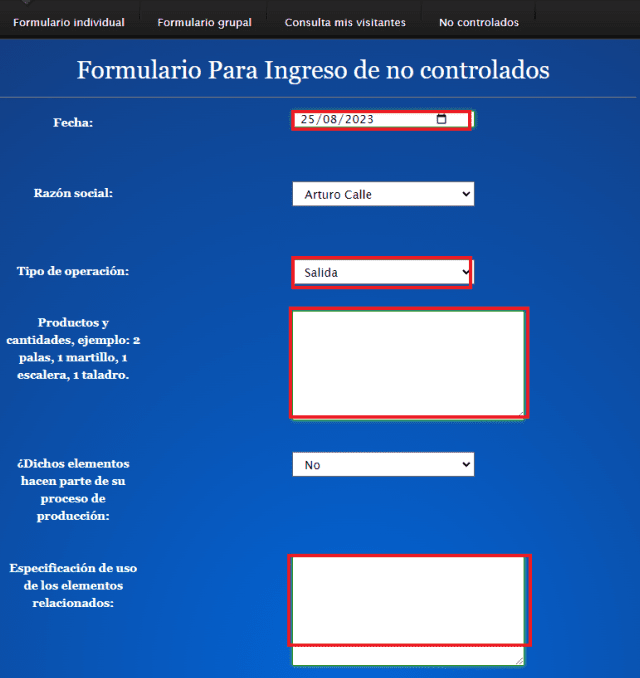 Formulario individual Formulario grupal Consulta mis visitantes No controlados
Formulario Para Ingreso de no controlados
Fecha: 25/08/2023
Razón social: Arturo Calle
Tipo de operación: Salida
Productos y
cantidades, ejemplo: 2
palas, 1 martillo, 1
escalera, 1 taladro.
¿Dichos elementos
hacen parte de su
proceso de
producción:
No
Especificación de uso
de los elementos
relacionados: